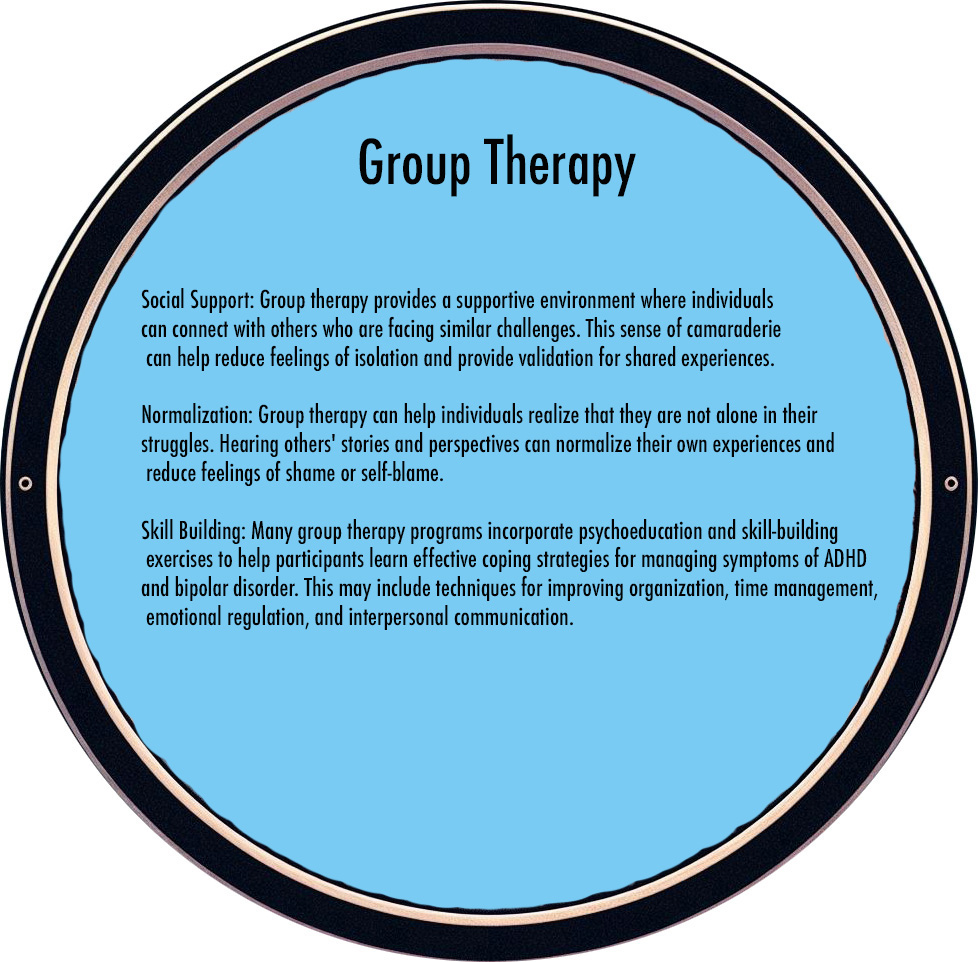 Group Therapy
Social Support: Group therapy provides a supportive environment where individuals
can connect with others who are facing similar challenges. This sense of camaraderie
can help reduce feelings of isolation and provide validation for shared experiences.
Normalization: Group therapy can help individuals realize that they are not alone in their
struggles. Hearing others' stories and perspectives can normalize their own experiences and
reduce feelings of shame or self-blame.
Skill Building: Many group therapy programs incorporate psychoeducation and skill-building
exercises to help participants learn effective coping strategies for managing symptoms of ADHD
and bipolar disorder. This may include techniques for improving organization, time management,
emotional regulation, and interpersonal communication.